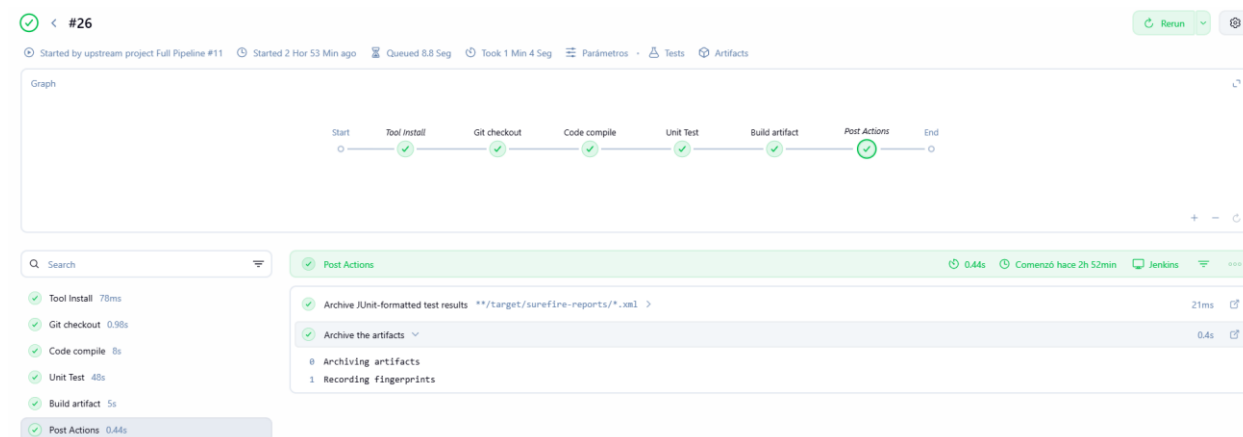 #26
Rerun
Started by upstream project Full Pipeline #11 Started 2 Hor 53 Min ago Queued 8.8 Seg Took 1 Min 4 Seg Parámetros · Tests Artifacts
Graph
Start Tool Install Git checkout Code compile Unit Test Build artifact Post Actions End
Search
Tool Install 78ms
Git checkout 0.98s
Code compile 8s
Unit Test 48s
Build artifact 5s
Post Actions 0.44s
Post Actions 0.44s Comenzó hace 2h 52min Jenkins
Archive JUnit-formatted test results **/target/surefire-reports/*.xml 21ms
Archive the artifacts 0.4s
0 Archiving artifacts
1 Recording fingerprints